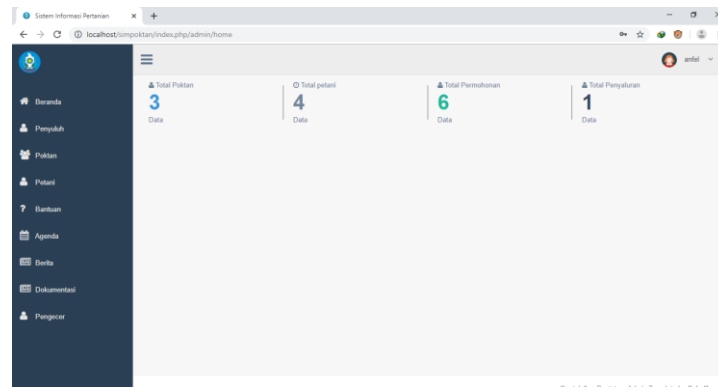 Sistem Informasi Pertanian
localhost/simpoktan/index.php/admin/home
anfel
Beranda
Penyuluh
Poktan
Petani
Bantuan
Agenda
Berita
Dokumentasi
Pengecer
Total Poktan
3
Data
Total petani
4
Data
Total Permohonan
6
Data
Total Penyaluran
1
Data